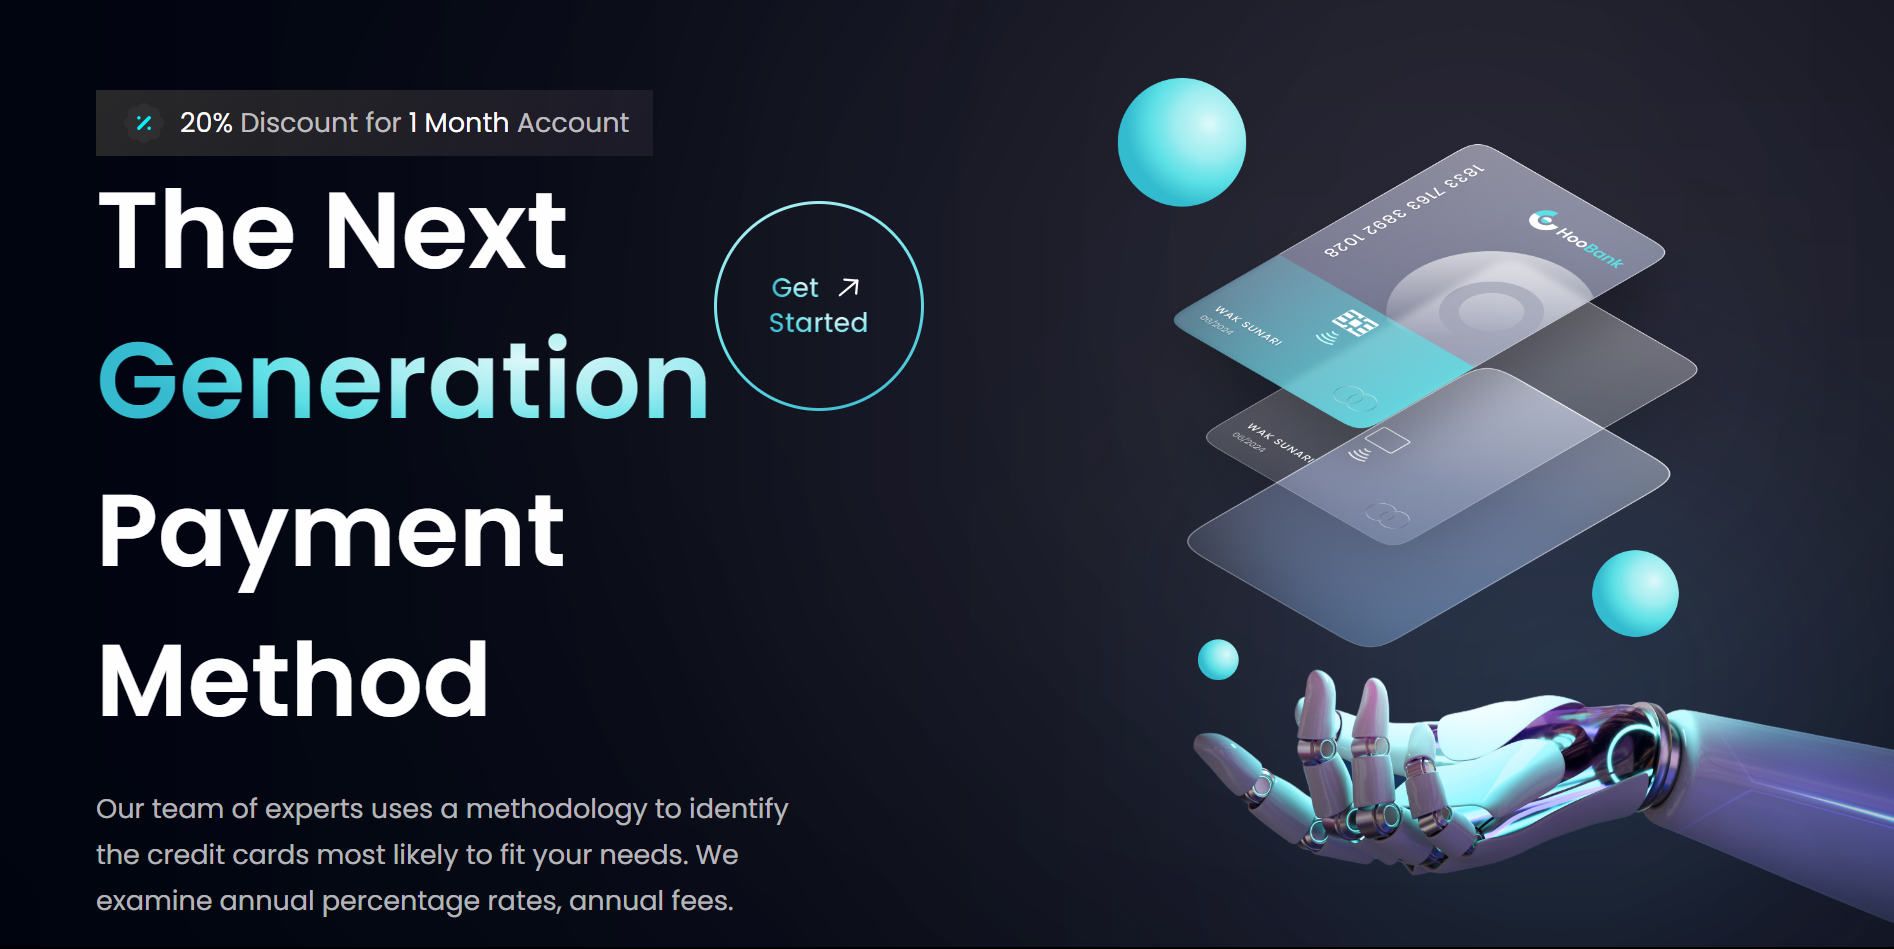 20% Discount for 1 Month Account
The Next
Generation
Payment
Method
Get
Started
Our team of experts uses a methodology to identify
the credit cards most likely to fit your needs. We
examine annual percentage rates, annual fees.
1833 7163 3892 1028
HooBank
WAK SUNARI
09/2024
WAK SUNARI
06/2024